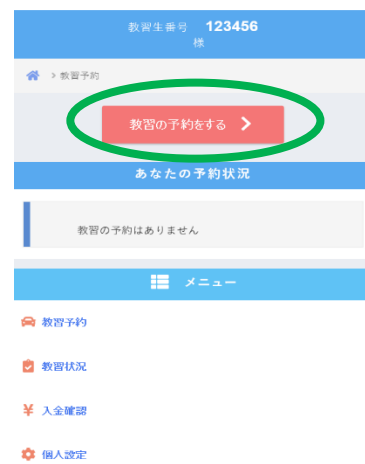 教習生番号 123456
様
> 教習予約
教習の予約をする
あなたの予約状況
教習の予約はありません
メニュー
教習予約
教習状況
¥ 入金確認
個人設定